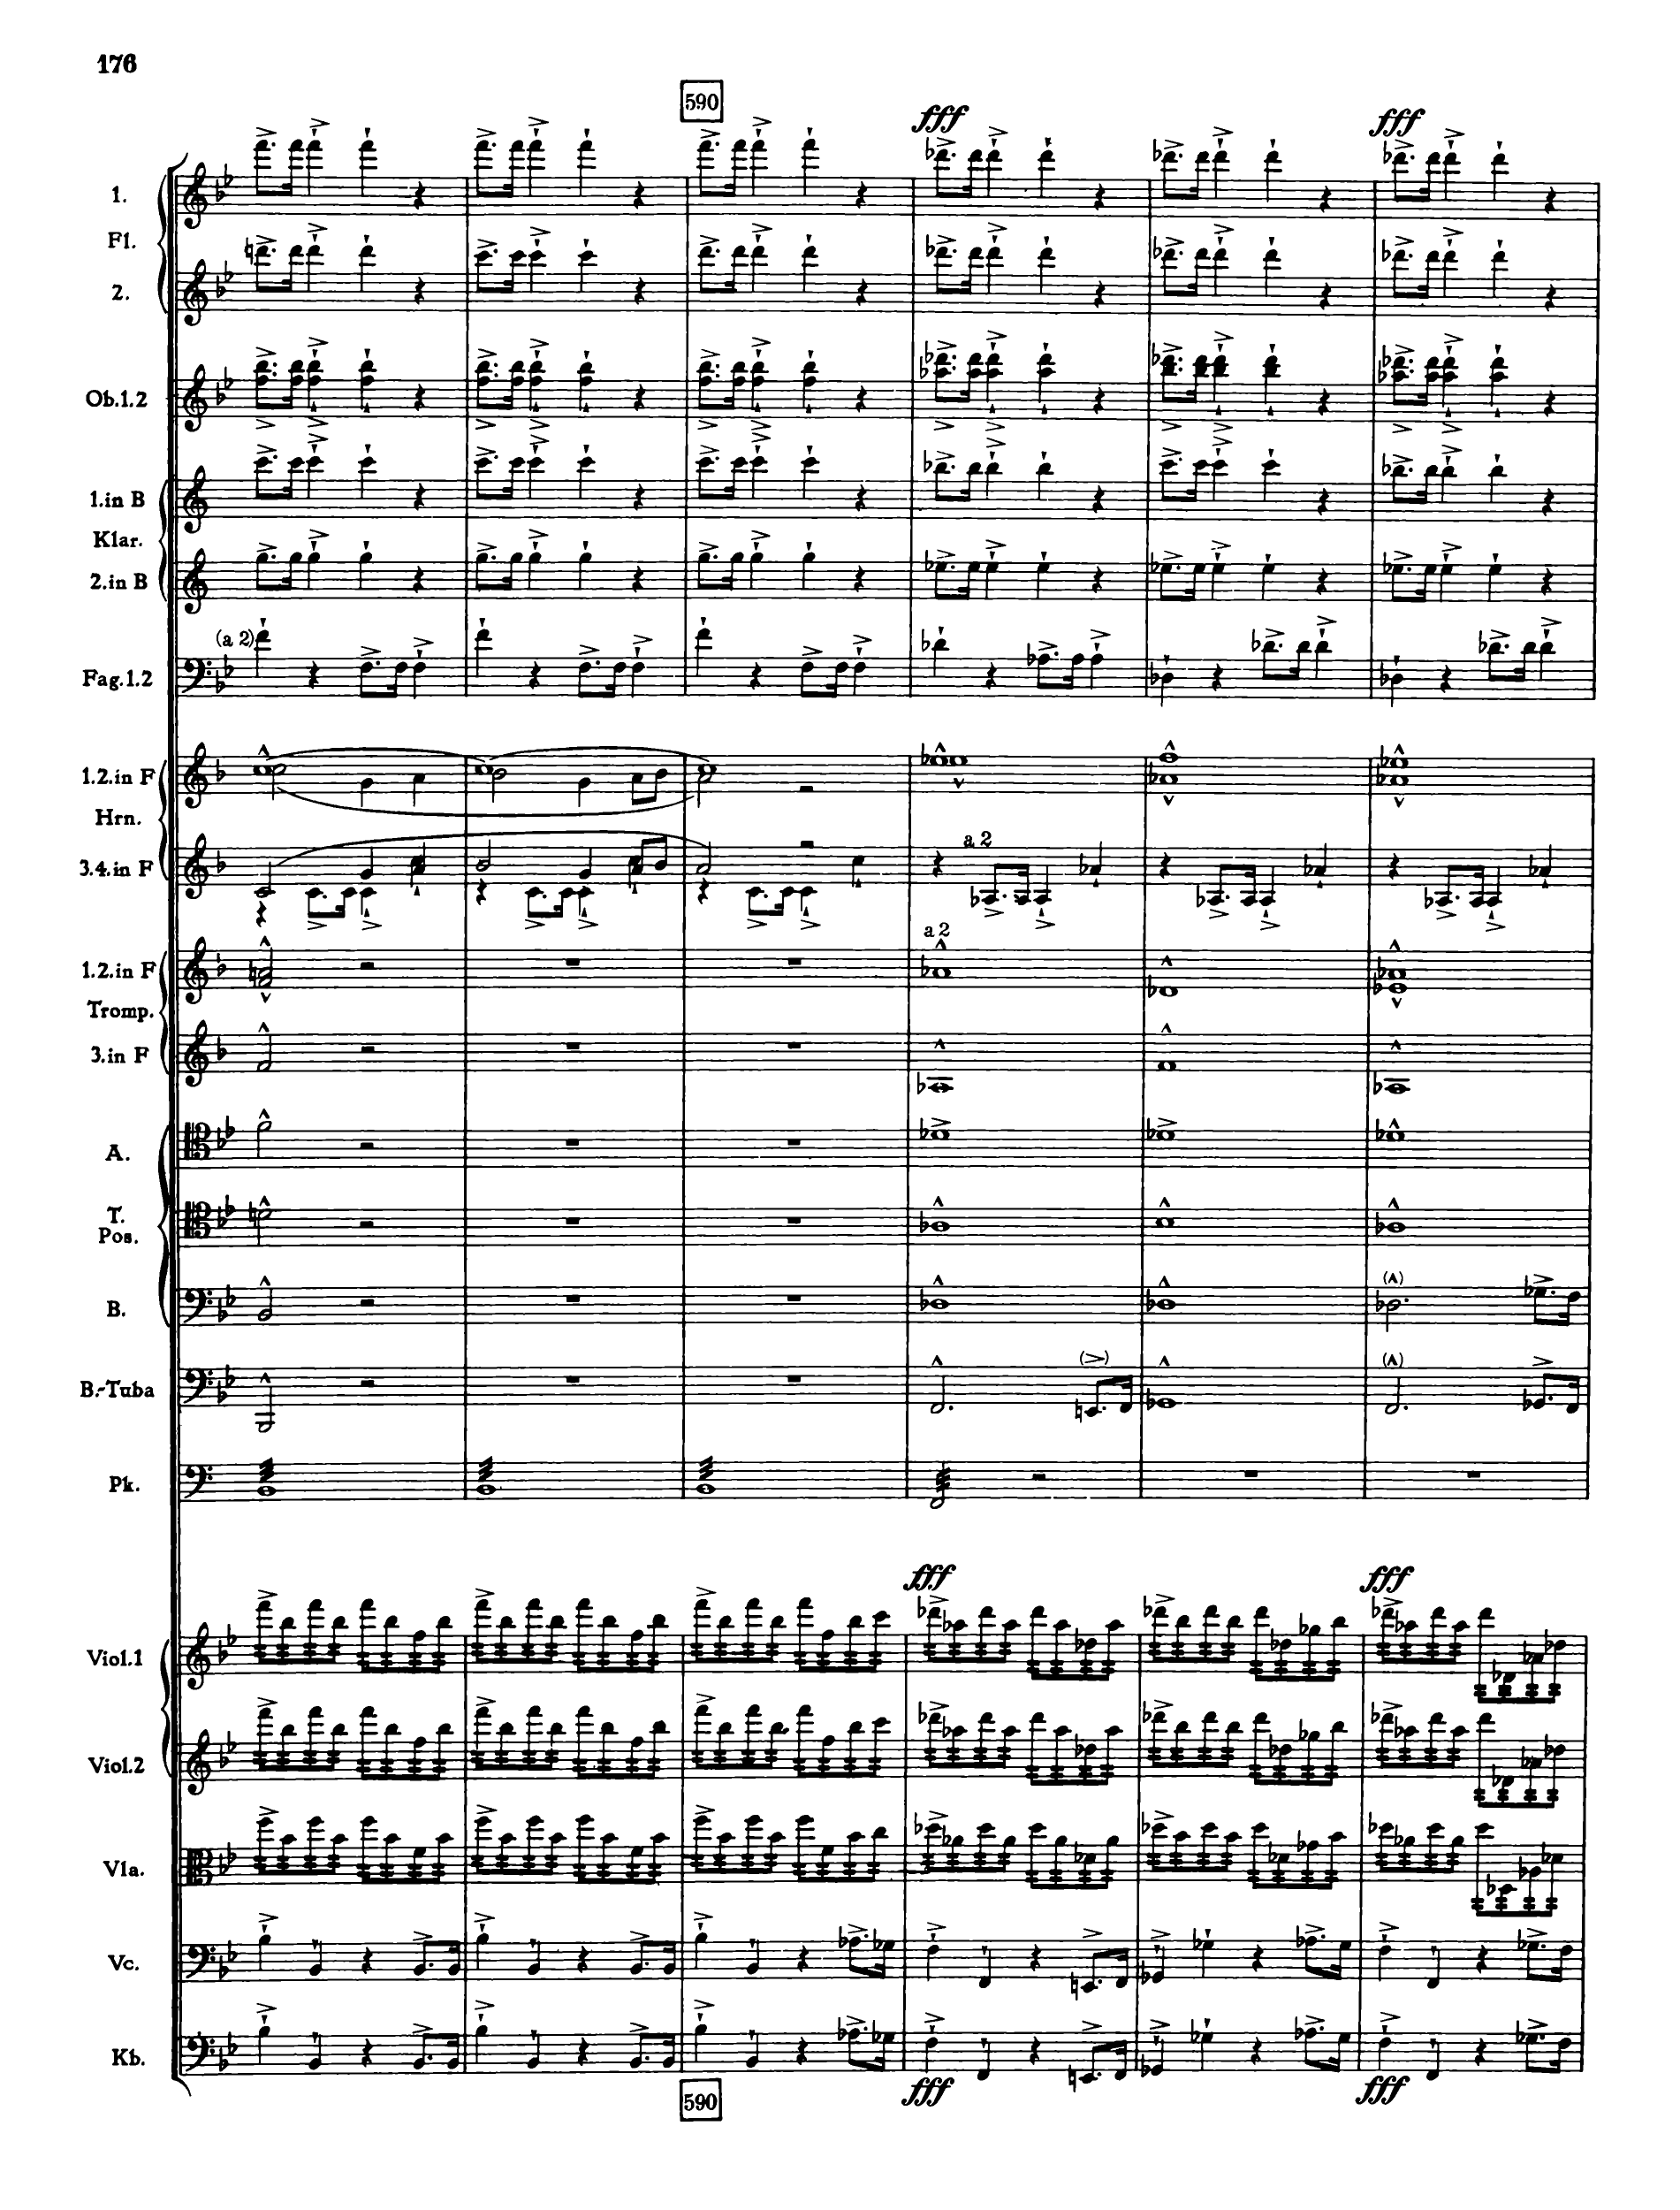 176
590
fff fff
1.
Fl.
2.
Ob.1.2
1.in B
Klar.
2.in B
(a 2)
Fag.1.2
1.2.in F
Hrn.
a 2
3.4.in F
a 2
1.2.in F
Tromp.
3.in F
A.
T.
Pos.
B.
B.-Tuba
Pk.
fff fff
Viol.1
Viol.2
Vla.
Vc.
Kb.
fff fff
590